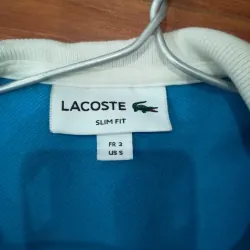 LACOSTE
SLIM FIT
FR 3
US S